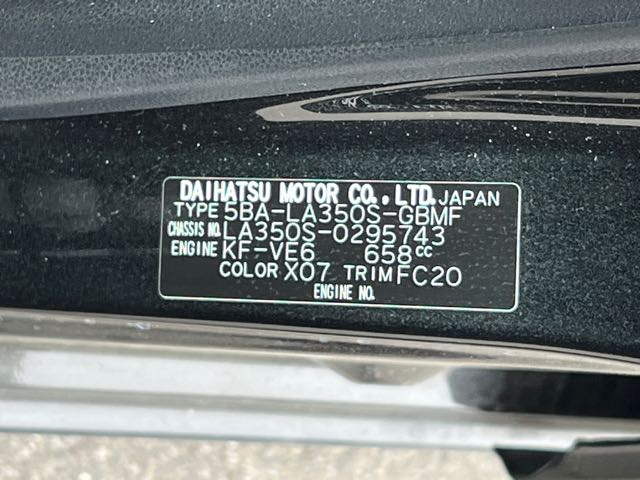 DAIHATSU MOTOR CO., LTD. JAPAN
TYPE 5BA-LA350S-GBMF
CHASSIS NO. LA350S-0295743
ENGINE KF-VE6 658cc
COLOR X07 TRIM FC20
ENGINE NO.